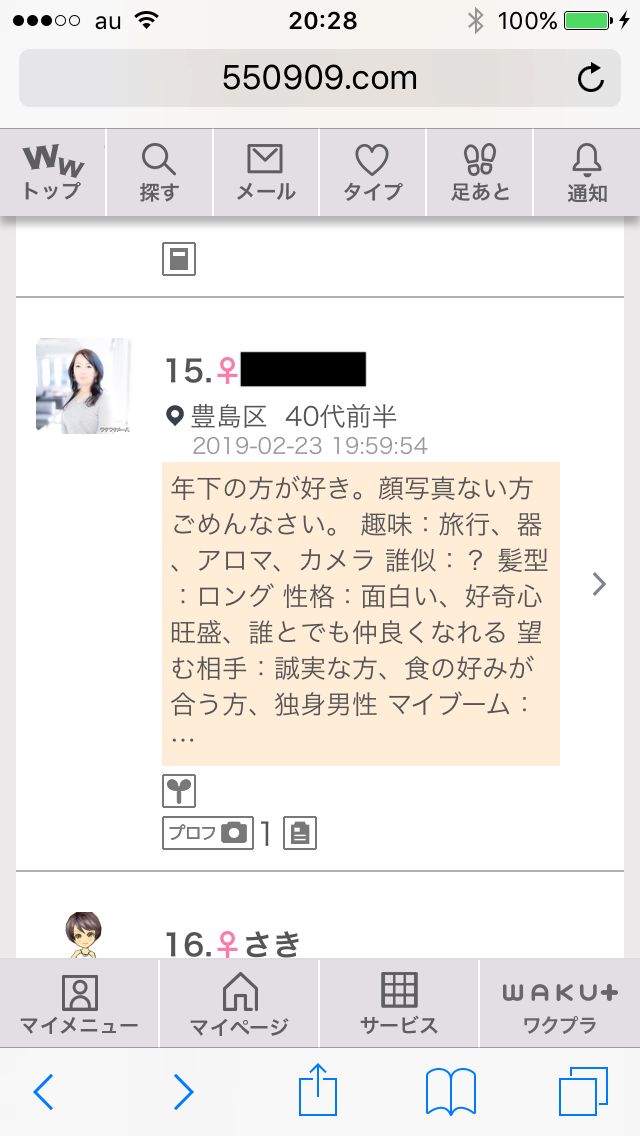 au 20:28 100%
550909.com
WW
トップ 探す メール タイプ 足あと 通知
15.♀
豊島区 40代前半
2019-02-23 19:59:54
年下の方が好き。顔写真ない方
ごめんなさい。 趣味：旅行、器
、アロマ、カメラ 誰似：？ 髪型
：ロング 性格：面白い、好奇心
旺盛、誰とでも仲良くなれる 望
む相手：誠実な方、食の好みが
合う方、独身男性 マイブーム：
…
プロフ 1
16.♀さき
WAKU+
マイメニュー マイページ サービス ワクプラ